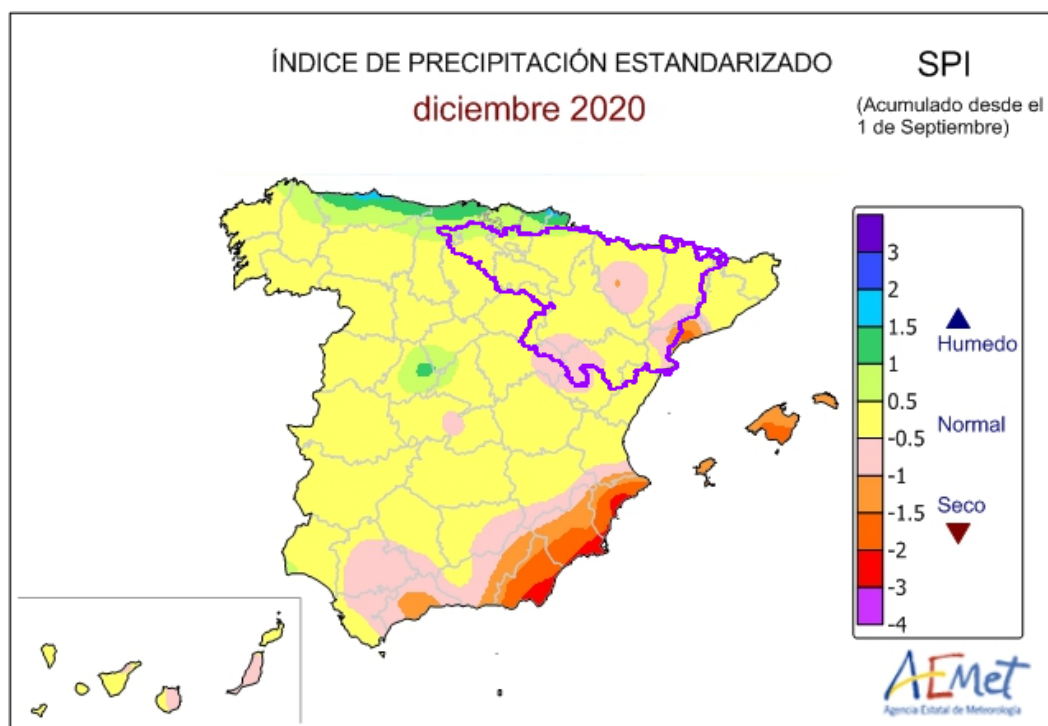 ÍNDICE DE PRECIPITACIÓN ESTANDARIZADO
diciembre 2020
SPI
(Acumulado desde el
1 de Septiembre)
3
2
1.5
1
0.5
-0.5
-1
-1.5
-2
-3
-4
Humedo
Normal
Seco
AEMet
Agencia Estatal de Meteorología